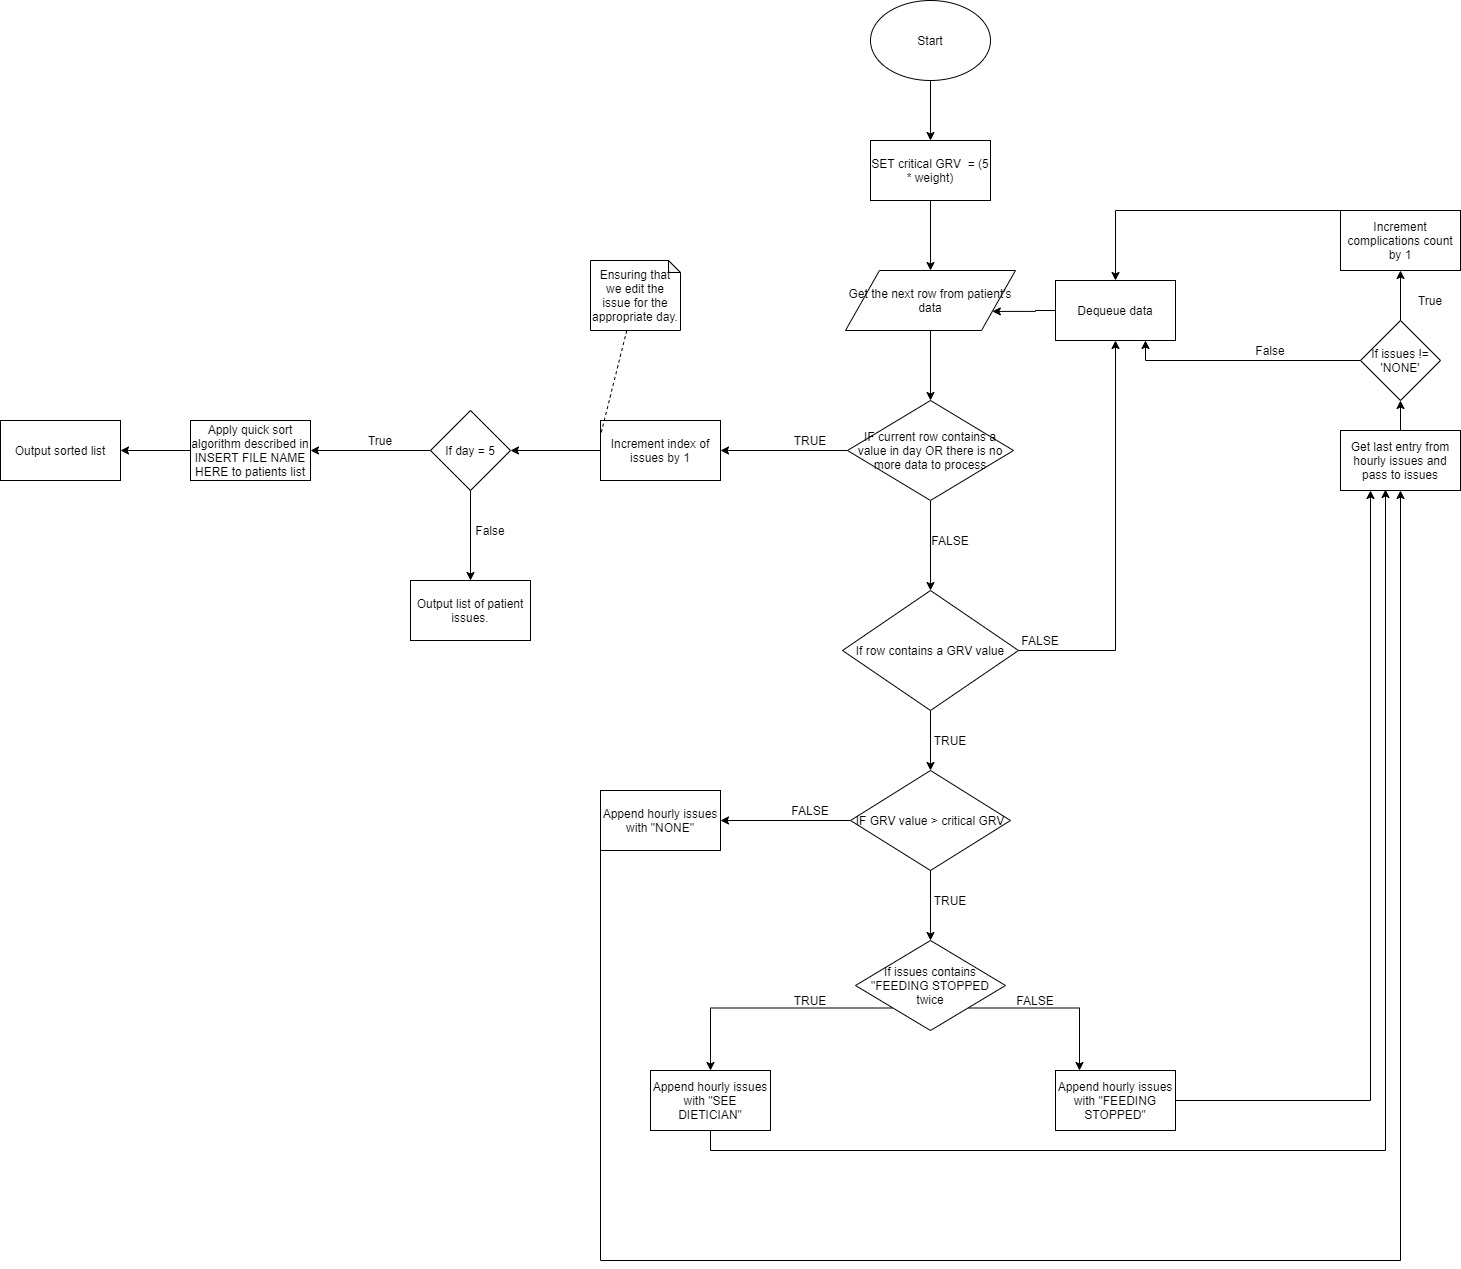 Start
SET critical GRV = (5
* weight)
Increment
complications count
by 1
Ensuring that
we edit the
issue for the
appropriate day.
Get the next row from patient's
data
Dequeue data
True
False
If issues !=
'NONE'
Output sorted list
Apply quick sort
algorithm described in
INSERT FILE NAME
HERE to patients list
True
If day = 5
Increment index of
issues by 1
TRUE
IF current row contains a
value in day OR there is no
more data to process
Get last entry from
hourly issues and
pass to issues
False
FALSE
Output list of patient
issues.
If row contains a GRV value
FALSE
TRUE
Append hourly issues
with "NONE"
FALSE
IF GRV value > critical GRV
TRUE
If issues contains
"FEEDING STOPPED
twice
TRUE
FALSE
Append hourly issues
with "SEE
DIETICIAN"
Append hourly issues
with "FEEDING
STOPPED"